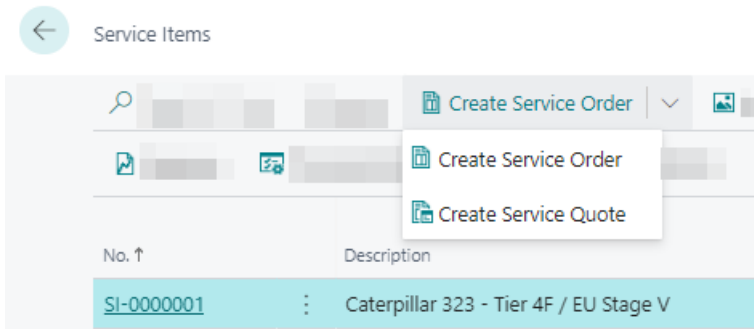 Service Items
Create Service Order
Create Service Order
Create Service Quote
No. ↑ Description
SI-0000001 Caterpillar 323 - Tier 4F / EU Stage V